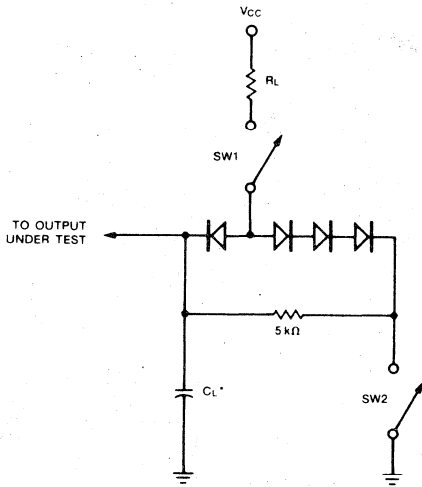 VCC
RL
SW1
TO OUTPUT
UNDER TEST
5 kΩ
CL*
SW2